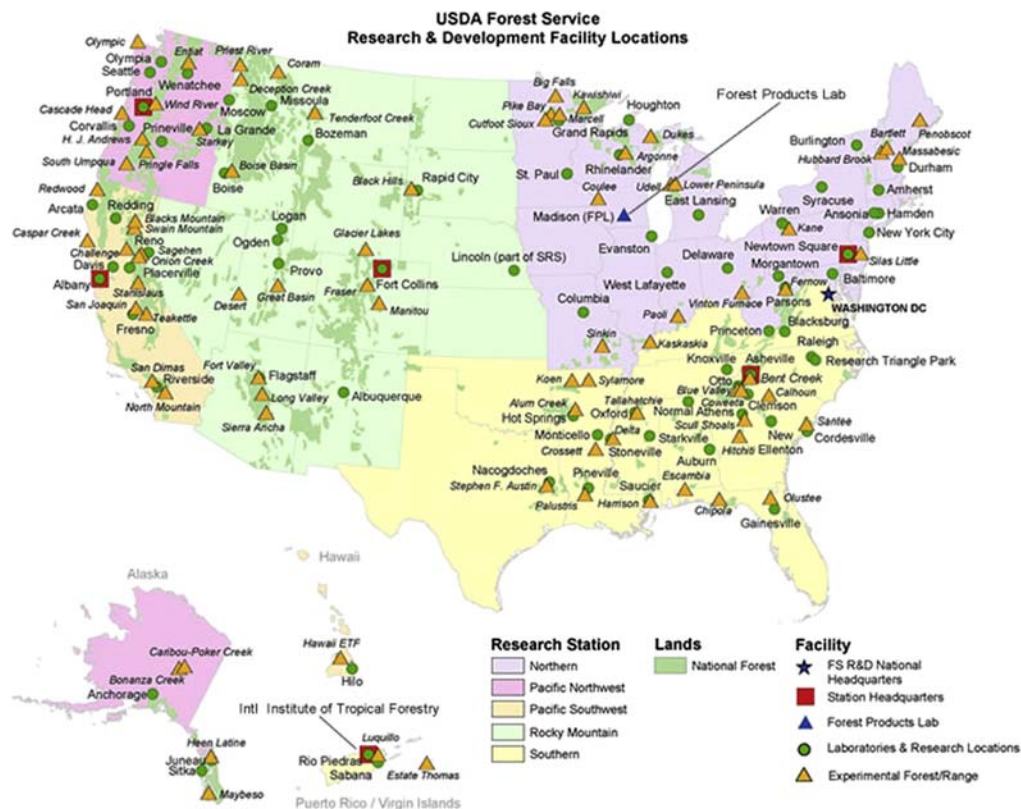 USDA Forest Service
Research & Development Facility Locations
Olympic
Olympia
Seattle
Entiat
Priest River
Coram
Wenatchee
Deception Creek
Portland
Wind River
Moscow
Missoula
Cascade Head
Corvallis
Prineville
La Grande
Starkey
Tenderfoot Creek
H. J. Andrews
Bozeman
South Umpqua
Pringle Falls
Boise Basin
Boise
Redwood
Redding
Arcata
Blacks Mountain
Swain Mountain
Caspar Creek
Reno
Challenge
Sagehen
Onion Creek
Davis
Placerville
Albany
Stanislaus
San Joaquin
Teakettle
Fresno
San Dimas
Riverside
North Mountain
Logan
Ogden
Provo
Great Basin
Desert
Black Hills
Rapid City
Glacier Lakes
Fraser
Fort Collins
Manitou
Fort Valley
Flagstaff
Long Valley
Sierra Ancha
Albuquerque
Lincoln (part of SRS)
Big Falls
Kawishiwi
Pike Bay
Marcell
Cutfoot Sioux
Grand Rapids
Houghton
Dukes
Argonne
Rhinelander
St. Paul
Coulee
Udell
Lower Peninsula
Madison (FPL)
East Lansing
Forest Products Lab
Evanston
West Lafayette
Delaware
Columbia
Sinkin
Paoli
Kaskaskia
Vinton Furnace
Burlington
Bartlett
Penobscot
Massabesic
Hubbard Brook
Durham
Syracuse
Amherst
Ansonia
Hamden
Warren
Kane
New York City
Newtown Square
Silas Little
Morgantown
Fernow
Parsons
Baltimore
WASHINGTON DC
Princeton
Blacksburg
Raleigh
Research Triangle Park
Knoxville
Asheville
Otto
Bent Creek
Blue Valley
Coweeta
Calhoun
Clemson
Koen
Sylamore
Alum Creek
Hot Springs
Tallahatchie
Oxford
Normal
Athens
Scull Shoals
Santee
Cordesville
Monticello
Delta
Starkville
Hitchiti
New
Ellenton
Crossett
Stoneville
Auburn
Nacogdoches
Pineville
Saucier
Escambia
Stephen F. Austin
Palustris
Harrison
Chipola
Olustee
Gainesville
Alaska
Caribou-Poker Creek
Bonanza Creek
Anchorage
Heen Latine
Juneau
Sitka
Maybeso
Hawaii
Hawaii ETF
Hilo
Intl Institute of Tropical Forestry
Luquillo
Rio Piedras
Sabana
Estate Thomas
Puerto Rico / Virgin Islands
Research Station
Northern
Pacific Northwest
Pacific Southwest
Rocky Mountain
Southern
Lands
National Forest
Facility
FS R&D National
Headquarters
Station Headquarters
Forest Products Lab
Laboratories & Research Locations
Experimental Forest/Range